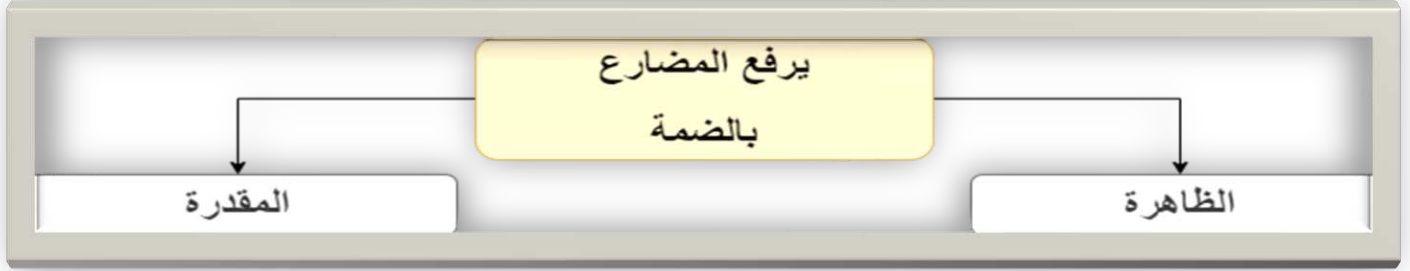 يرفع المضارع
بالضمة
الظاهرة
المقدرة